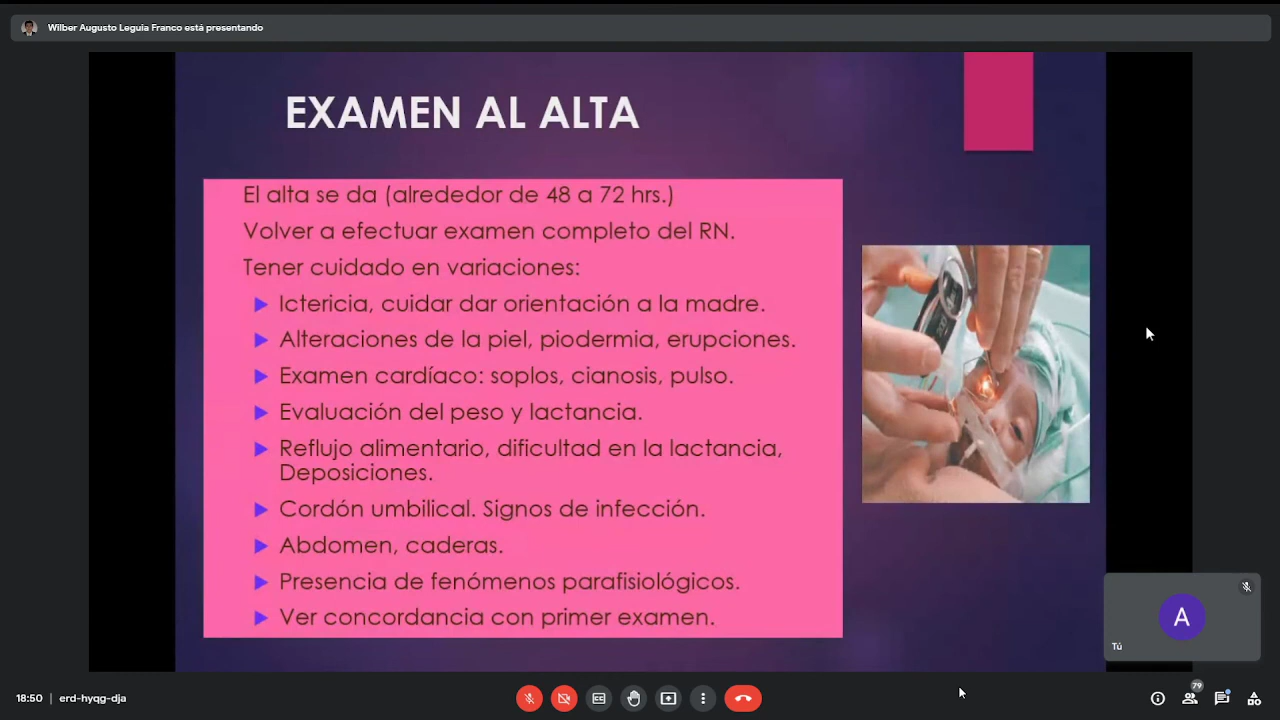 Wilber Augusto Leguia Franco está presentando
EXAMEN AL ALTA
El alta se da (alrededor de 48 a 72 hrs.)
Volver a efectuar examen completo del RN.
Tener cuidado en variaciones:
Ictericia, cuidar dar orientación a la madre.
Alteraciones de la piel, piodermia, erupciones.
Examen cardíaco: soplos, cianosis, pulso.
Evaluación del peso y lactancia.
Reflujo alimentario, dificultad en la lactancia,
Deposiciones.
Cordón umbilical. Signos de infección.
Abdomen, caderas.
Presencia de fenómenos parafisiológicos.
Ver concordancia con primer examen.
A
Tú
18:50 | erd-hyqg-dja
79